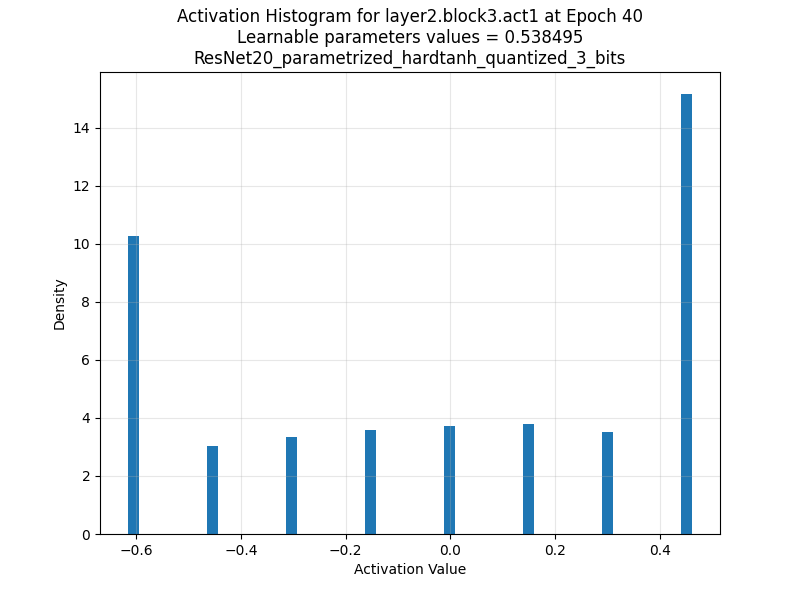 Activation Histogram for layer2.block3.act1 at Epoch 40
Learnable parameters values = 0.538495
ResNet20_parametrized_hardtanh_quantized_3_bits
14
12
10
8
6
4
2
0
Density
−0.6
−0.4
−0.2
0.0
0.2
0.4
Activation Value